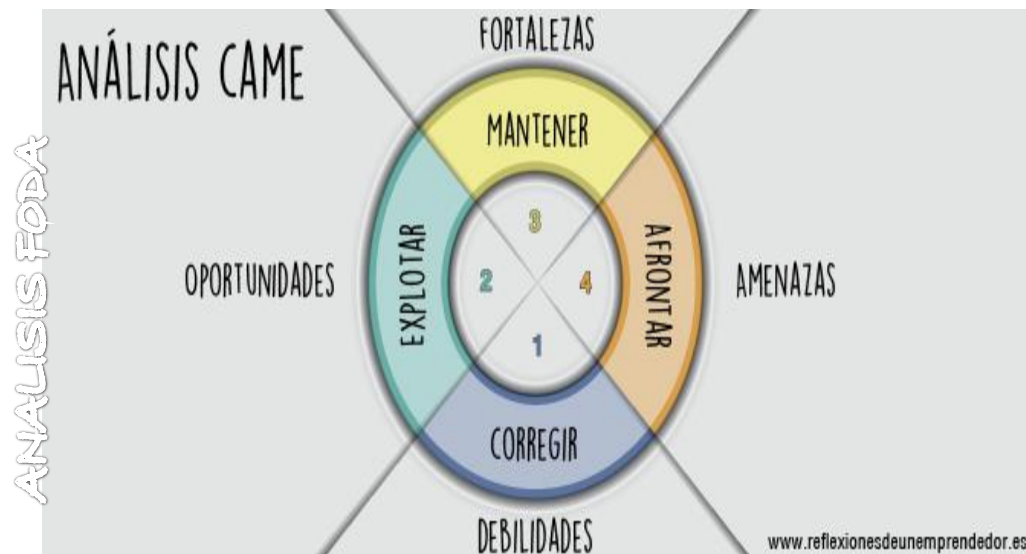 ANÁLISIS CAME
ANALISIS FODA
FORTALEZAS
MANTENER
OPORTUNIDADES
EXPLOTAR
3
2
4
1
AFRONTAR
AMENAZAS
CORREGIR
DEBILIDADES
www.reflexionesdeunemprendedor.es